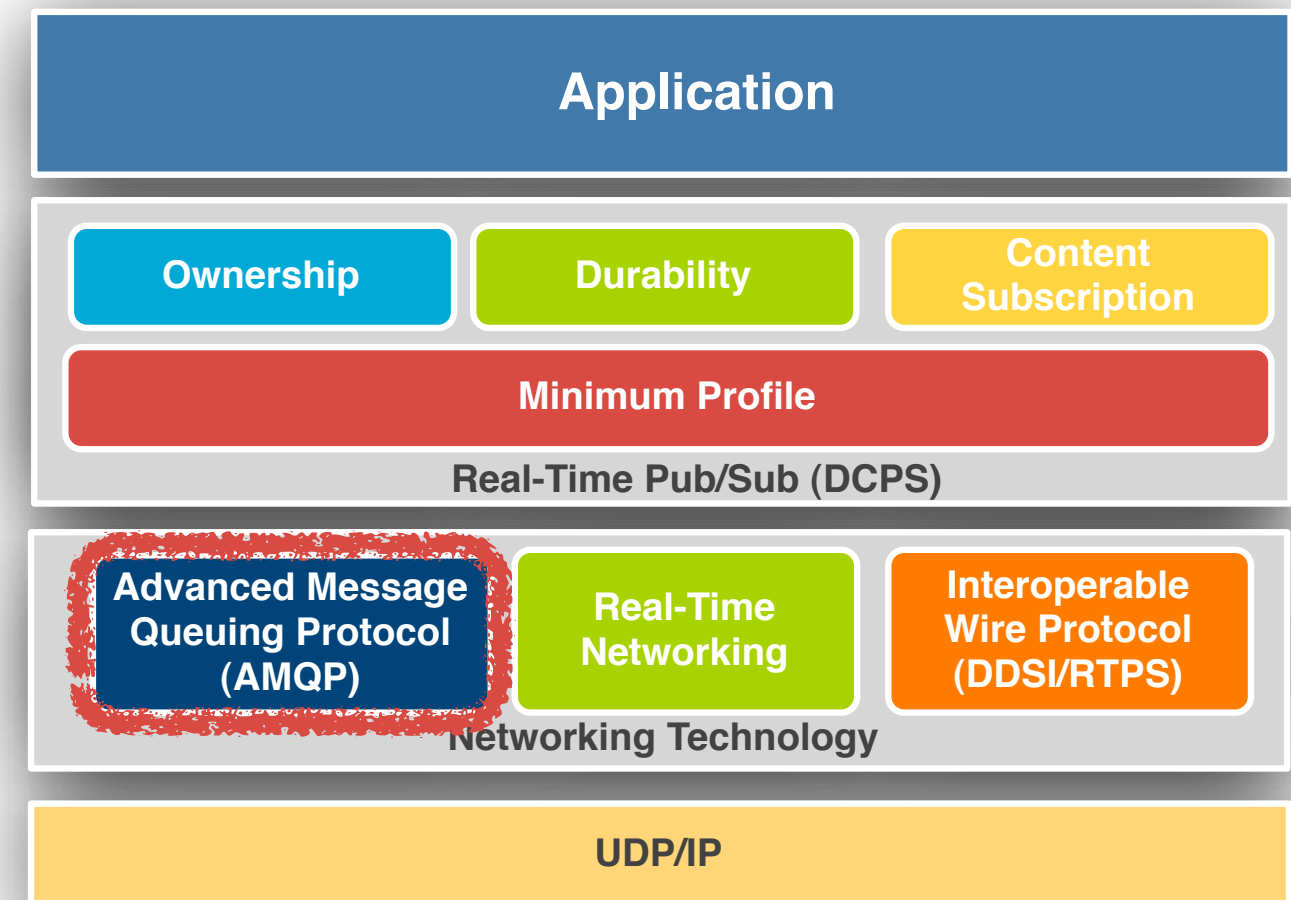 Application
Ownership
Durability
Content
Subscription
Minimum Profile
Real-Time Pub/Sub (DCPS)
Advanced Message
Queuing Protocol
(AMQP)
Real-Time
Networking
Interoperable
Wire Protocol
(DDSI/RTPS)
Networking Technology
UDP/IP